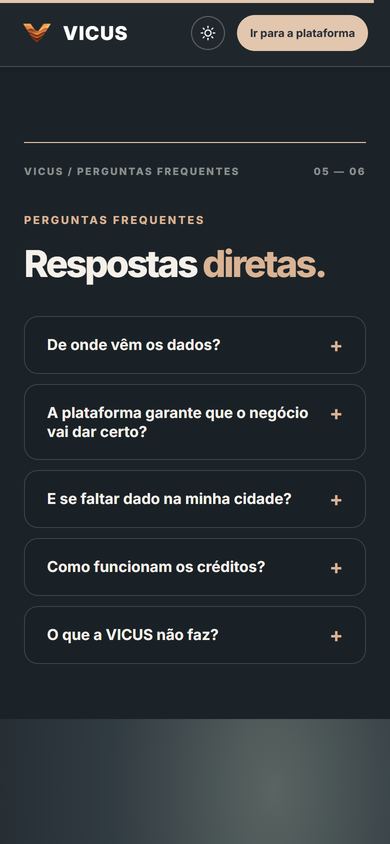 VICUS
Ir para a plataforma
VICUS / PERGUNTAS FREQUENTES
05 — 06
PERGUNTAS FREQUENTES
Respostas diretas.
De onde vêm os dados?
+
A plataforma garante que o negócio
vai dar certo?
+
E se faltar dado na minha cidade?
+
Como funcionam os créditos?
+
O que a VICUS não faz?
+